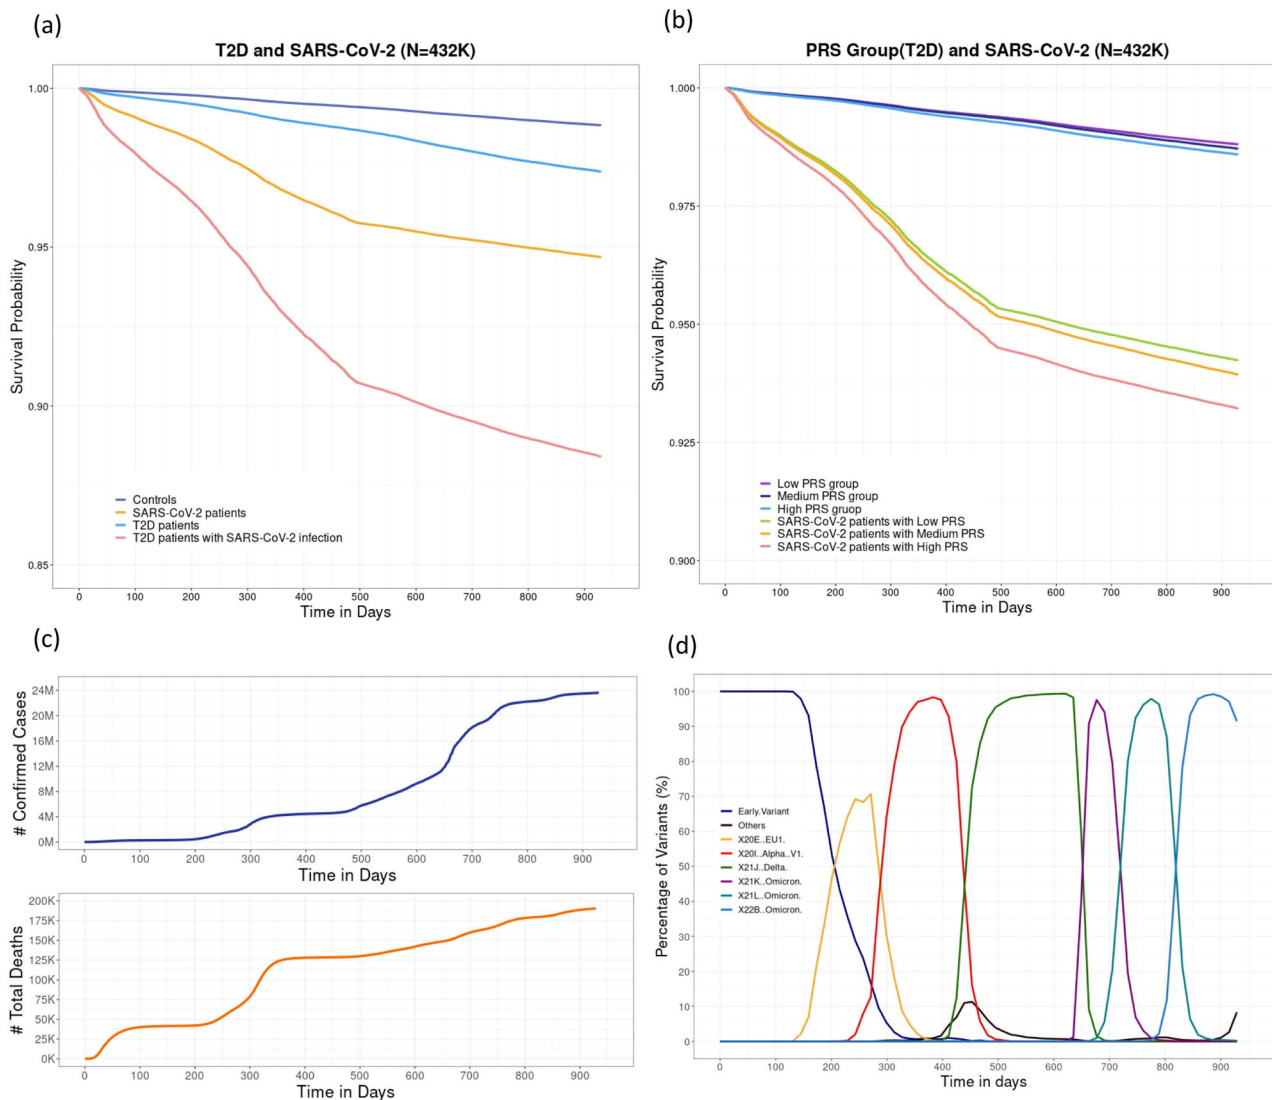 (a)
T2D and SARS-CoV-2 (N=432K)
Survival Probability
1.00
0.95
0.90
0.85
Controls
SARS-CoV-2 patients
T2D patients
T2D patients with SARS-CoV-2 infection
0 100 200 300 400 500 600 700 800 900
Time in Days
(b)
PRS Group(T2D) and SARS-CoV-2 (N=432K)
Survival Probability
1.000
0.975
0.950
0.925
0.900
Low PRS group
Medium PRS group
High PRS gruop
SARS-CoV-2 patients with Low PRS
SARS-CoV-2 patients with Medium PRS
SARS-CoV-2 patients with High PRS
0 100 200 300 400 500 600 700 800 900
Time in Days
(c)
# Confirmed Cases
24M
20M
16M
12M
8M
4M
0M
0 100 200 300 400 500 600 700 800 900
Time in Days
# Total Deaths
200K
175K
150K
125K
100K
75K
50K
25K
0K
0 100 200 300 400 500 600 700 800 900
Time in Days
(d)
Percentage of Variants (%)
100
90
80
70
60
50
40
30
20
10
0
Early.Variant
Others
X20E..EU1.
X20I..Alpha..V1.
X21J..Delta.
X21K..Omicron.
X21L..Omicron.
X22B..Omicron.
0 100 200 300 400 500 600 700 800 900
Time in days